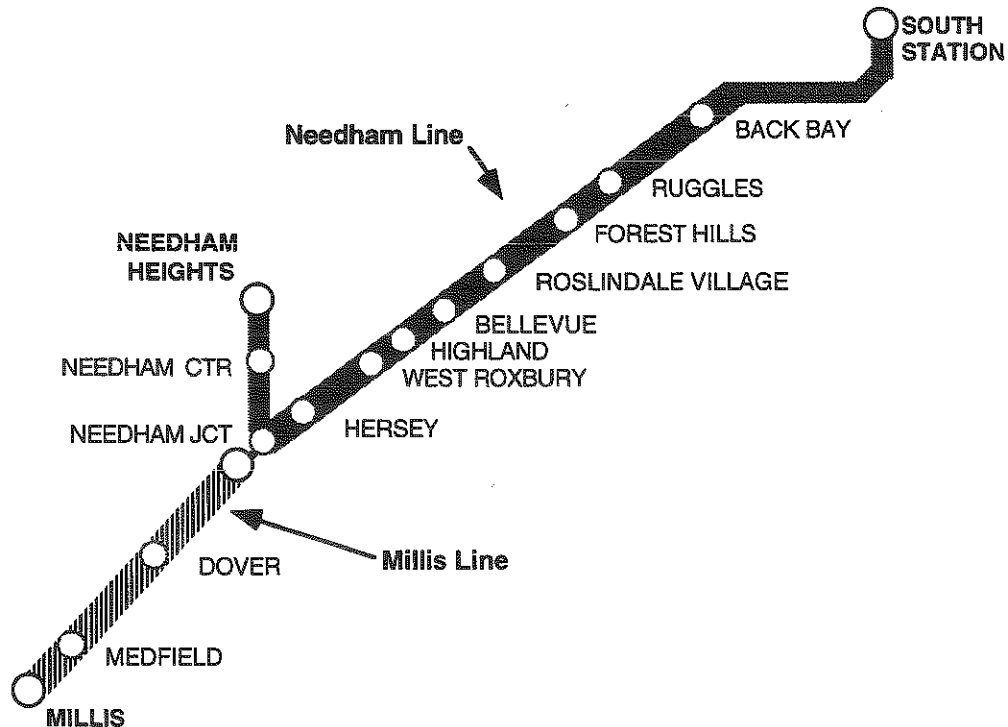 SOUTH
STATION
BACK BAY
Needham Line
RUGGLES
FOREST HILLS
NEEDHAM
HEIGHTS
ROSLINDALE VILLAGE
BELLEVUE
HIGHLAND
NEEDHAM CTR
WEST ROXBURY
HERSEY
NEEDHAM JCT
DOVER
Millis Line
MEDFIELD
MILLIS